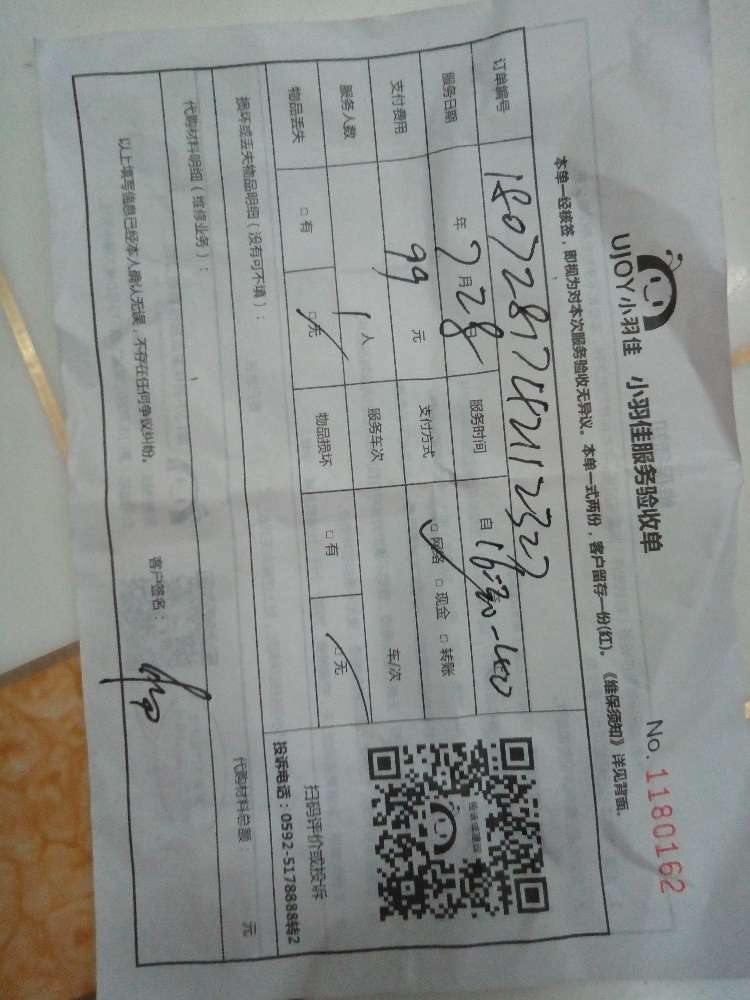 UJOY小羽佳 小羽佳服务验收单 No. 1180162
本单一经核签，即视为对本次服务验收无异议。本单一式两份，客户留存一份(红)。《维保须知》详见背面。
订单编号 1807281742112327
服务日期 年 7 月 28 日 服务时间 自
支付费用 99 元 支付方式 □网络 □现金 □转账
服务人数 1 人 服务车次 车/次
物品丢失 □有 □无 物品损坏 □有 □无
扫码评价或投诉
投诉电话：0592-5178888转2
损坏或丢失物品明细（没有可不填）：
代购材料明细（维修业务）： 代购材料总额： 元
以上填写信息已经本人确认无误，不存在任何争议纠纷。 客户签名：